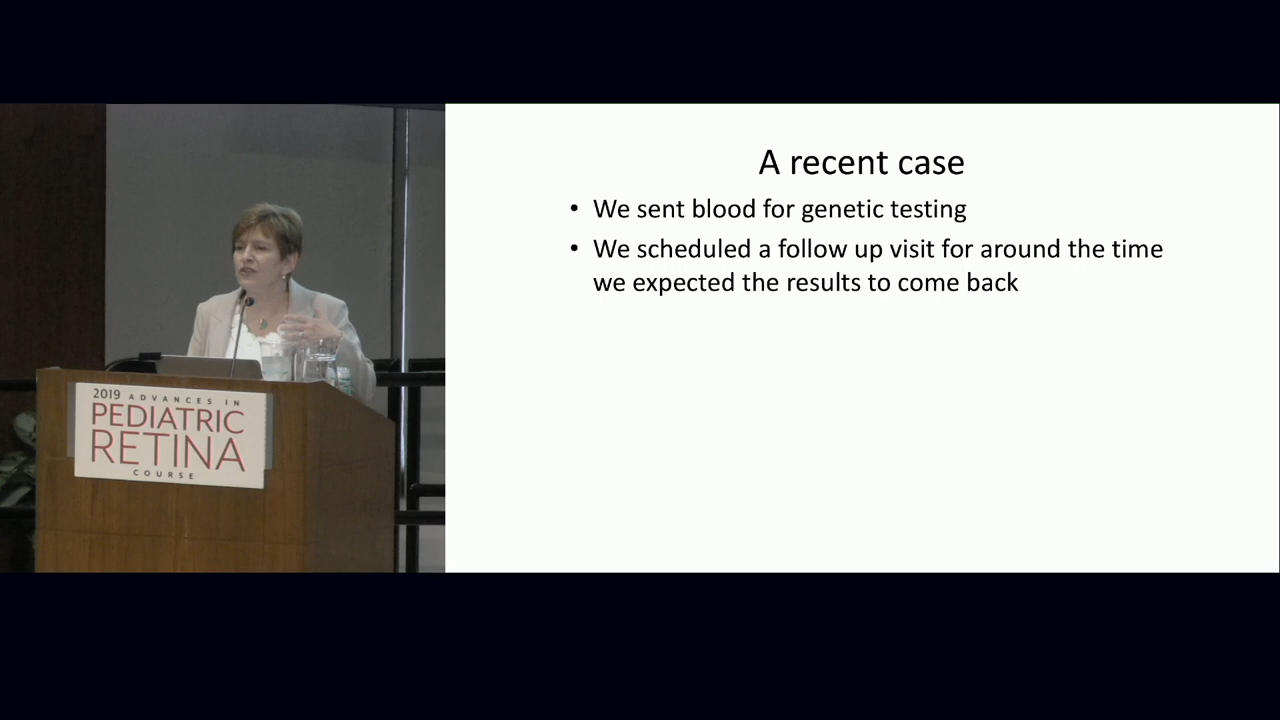 2019 ADVANCES IN
PEDIATRIC
RETINA
COURSE
A recent case
• We sent blood for genetic testing
• We scheduled a follow up visit for around the time
we expected the results to come back